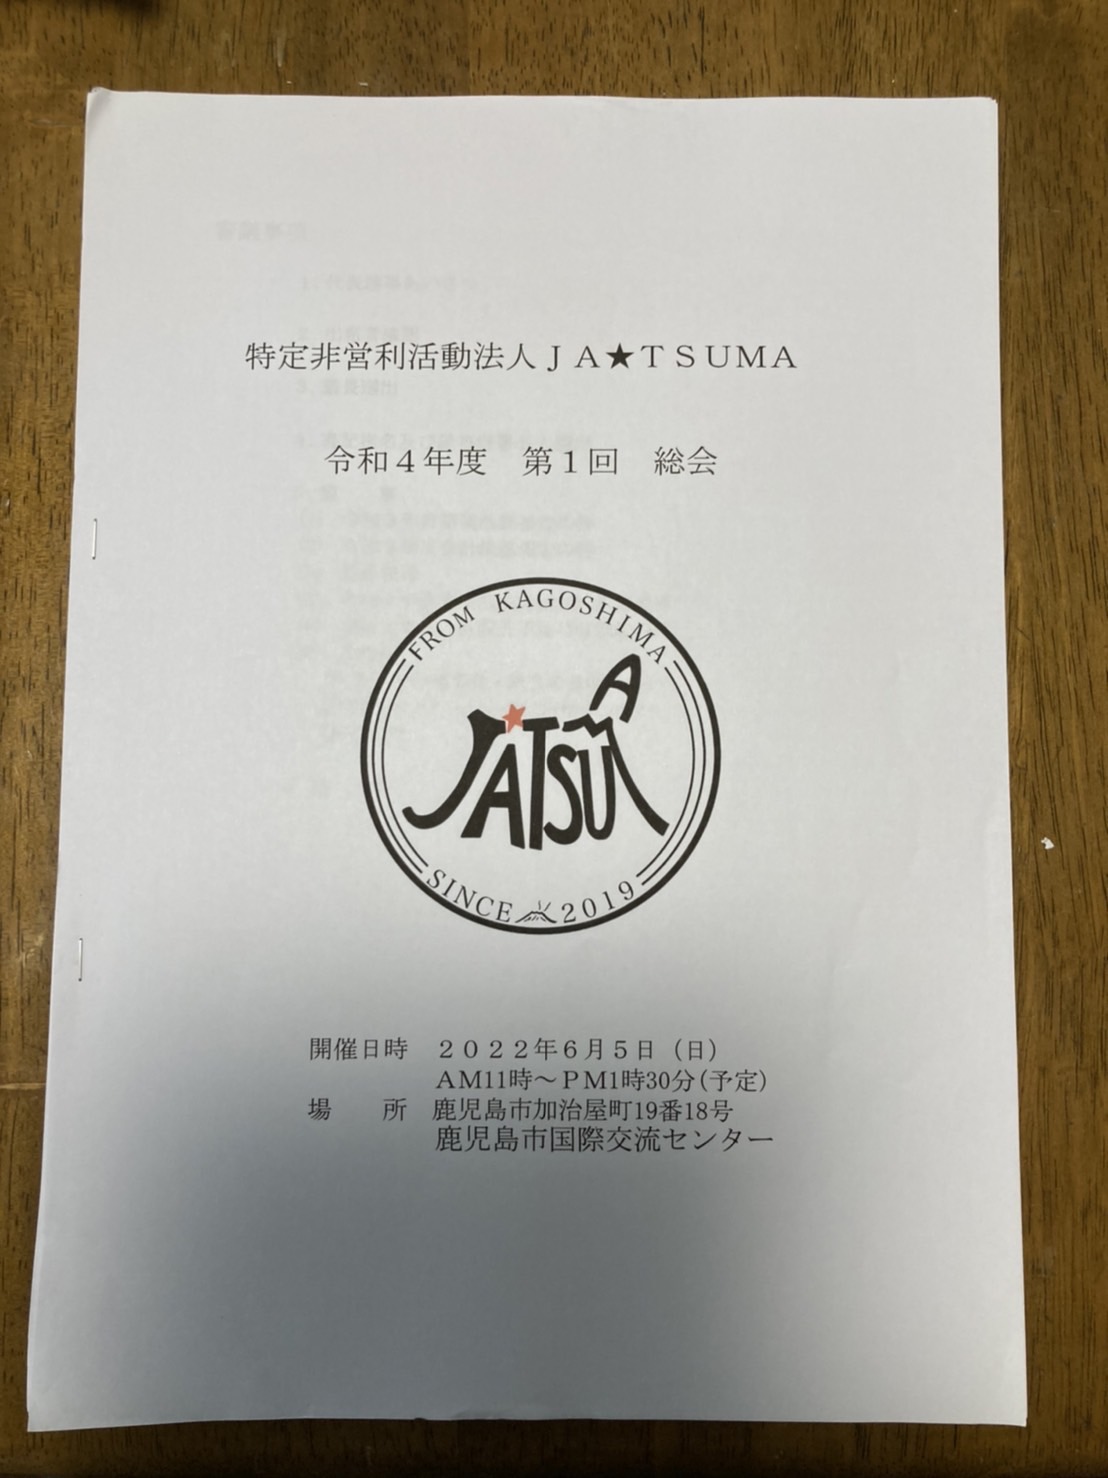 特定非営利活動法人ＪＡ★ＴＳＵＭＡ
令和４年度　第１回　総会
FROM KAGOSHIMA
JA★TSUMA
SINCE 2019
開催日時　２０２２年６月５日（日）
ＡＭ11時～ＰＭ1時30分（予定）
場　　所　鹿児島市加治屋町19番18号
鹿児島市国際交流センター